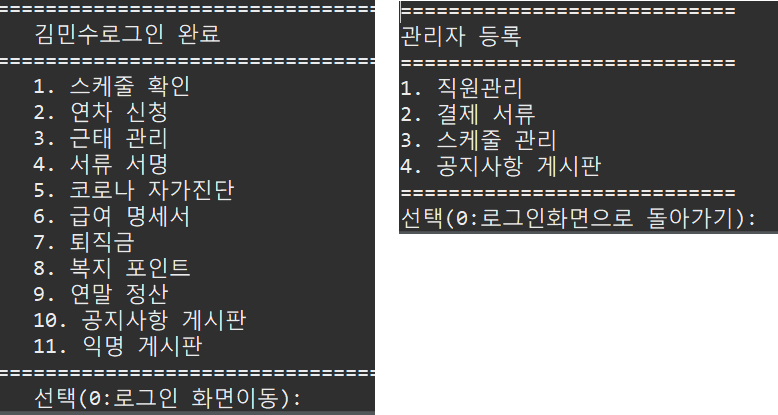 ===============================
김민수로그인 완료
===============================
1. 스케줄 확인
2. 연차 신청
3. 근태 관리
4. 서류 서명
5. 코로나 자가진단
6. 급여 명세서
7. 퇴직금
8. 복지 포인트
9. 연말 정산
10. 공지사항 게시판
11. 익명 게시판
===============================
선택(0:로그인 화면이동):
============================
관리자 등록
============================
1. 직원관리
2. 결제 서류
3. 스케줄 관리
4. 공지사항 게시판
============================
선택(0:로그인화면으로 돌아가기):